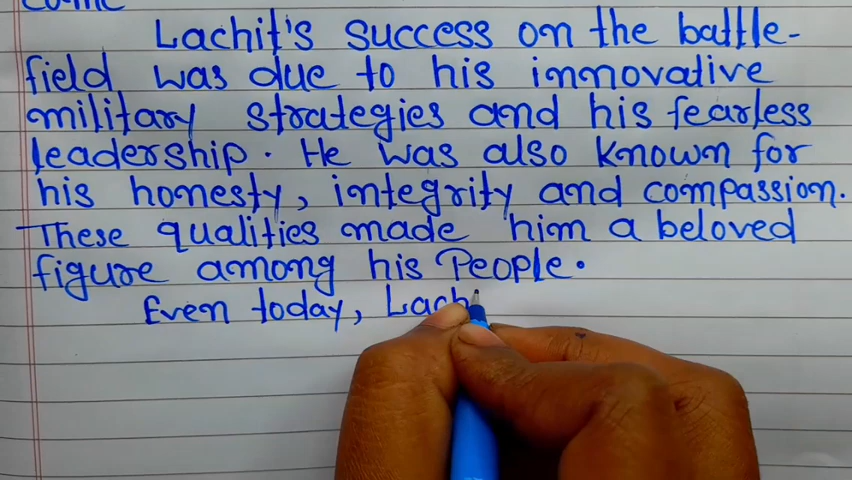 Lachit's success on the battle-
field was due to his innovative
military strategies and his fearless
leadership. He was also known for
his honesty, integrity and compassion.
These qualities made him a beloved
figure among his People.
Even today, Lach